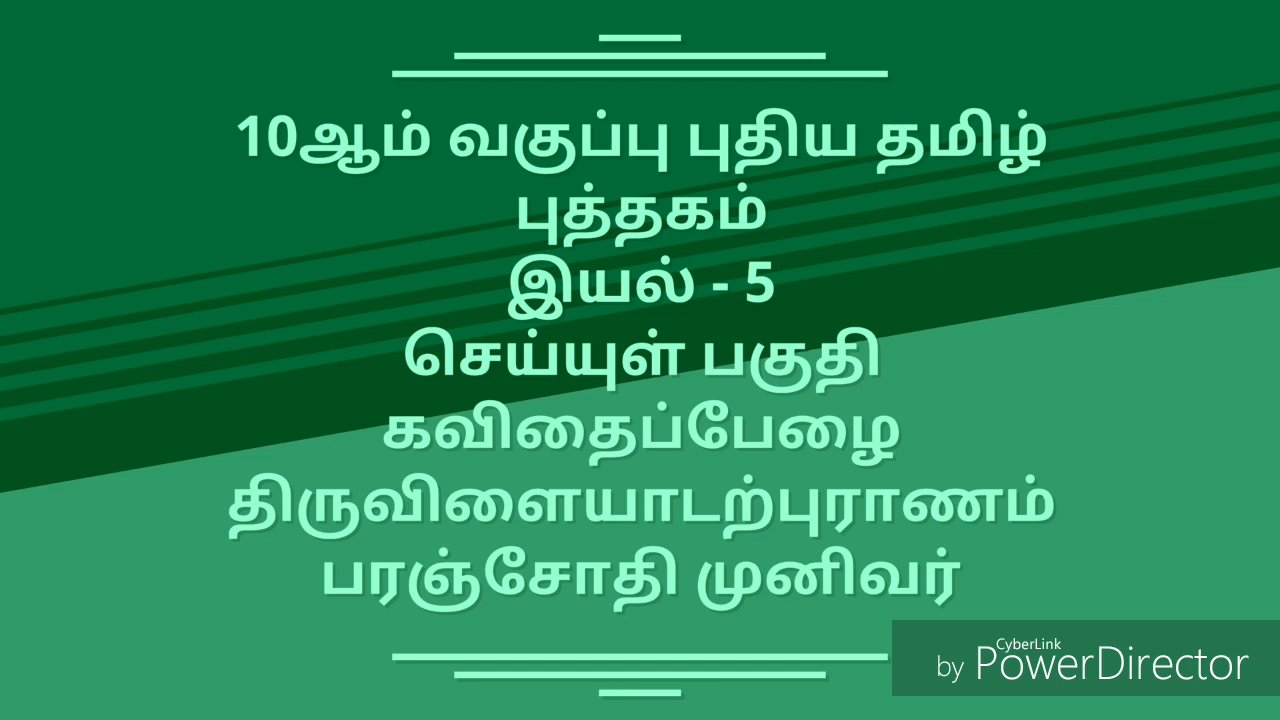 10ஆம் வகுப்பு புதிய தமிழ்
புத்தகம்
இயல் - 5
செய்யுள் பகுதி
கவிதைப்பேழை
திருவிளையாடற்புராணம்
பரஞ்சோதி முனிவர்
CyberLink
by PowerDirector